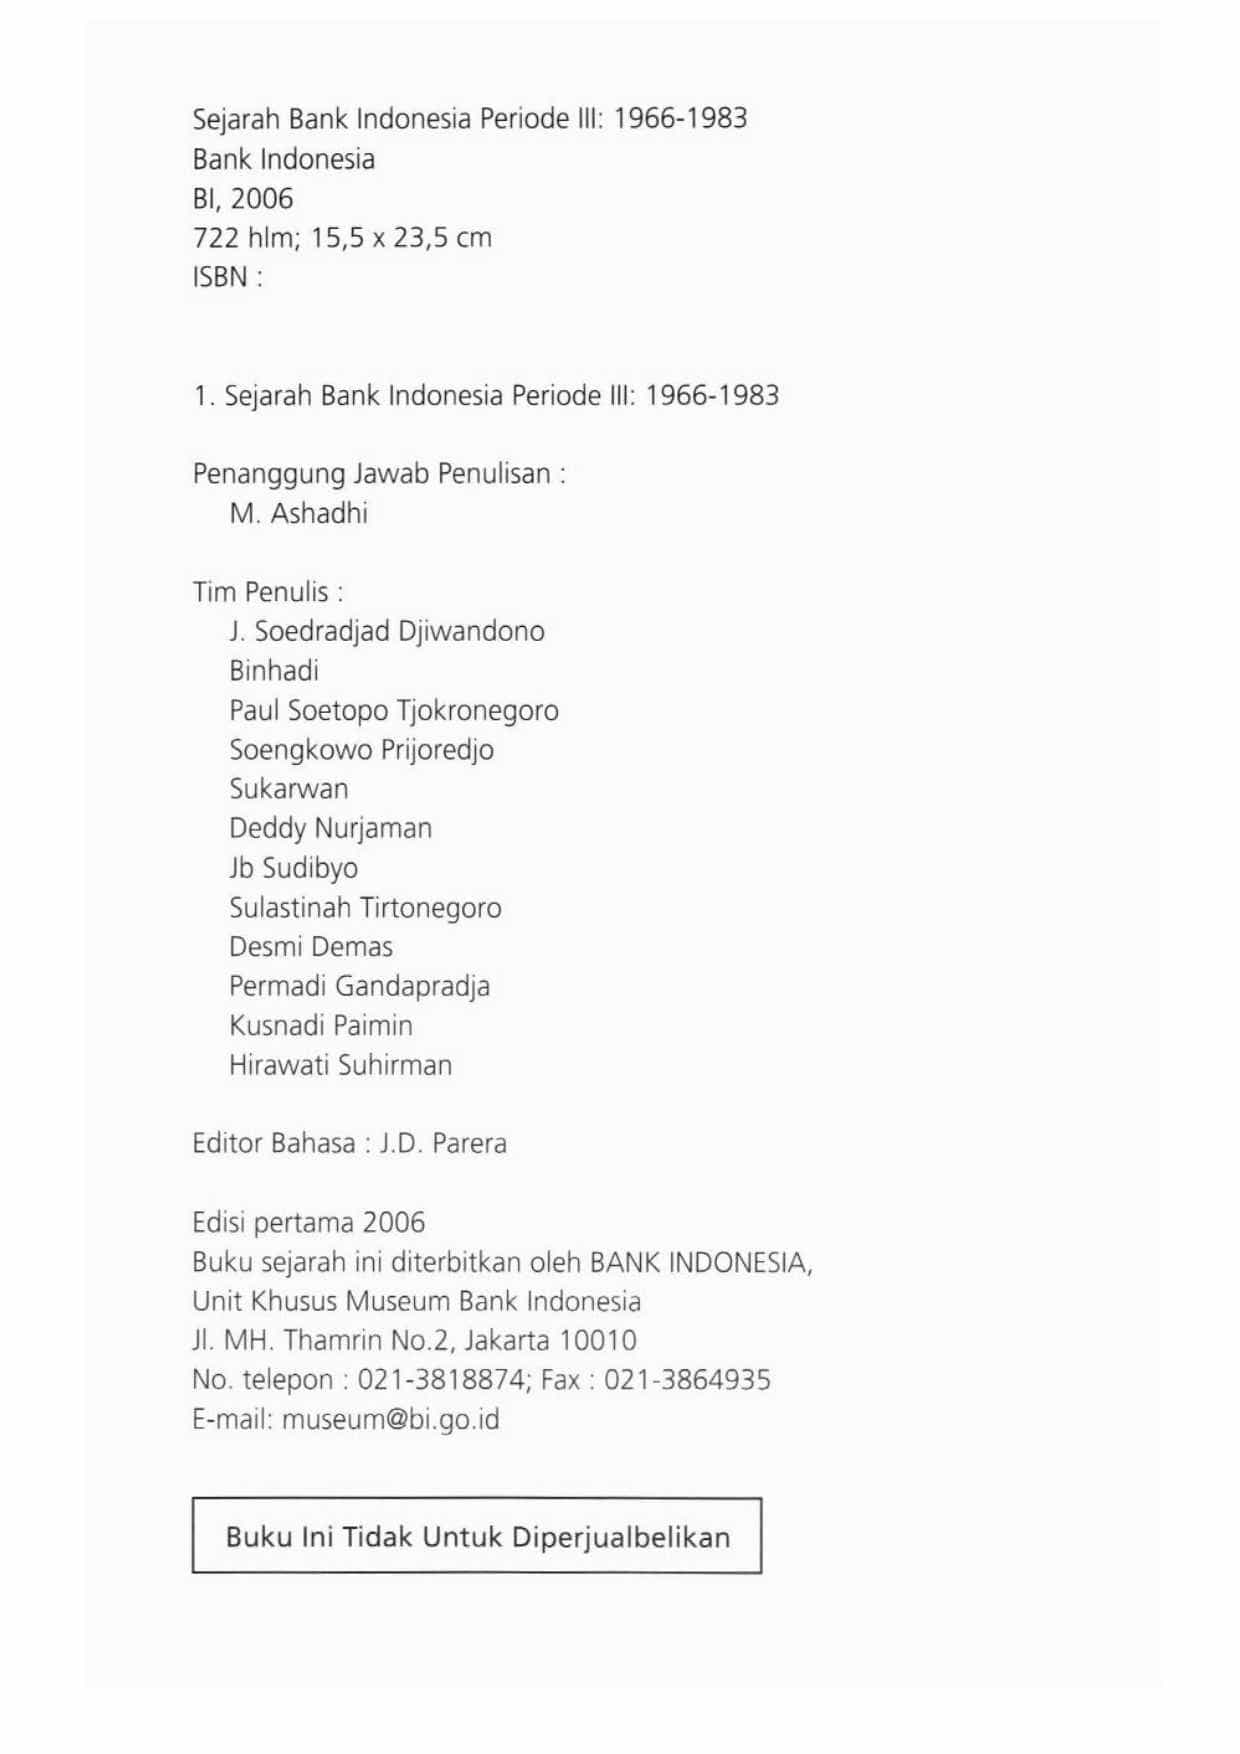 Sejarah Bank Indonesia Periode III: 1966-1983
Bank Indonesia
BI, 2006
722 hlm; 15,5 x 23,5 cm
ISBN :
1. Sejarah Bank Indonesia Periode III: 1966-1983
Penanggung Jawab Penulisan :
M. Ashadhi
Tim Penulis :
J. Soedradjad Djiwandono
Binhadi
Paul Soetopo Tjokronegoro
Soengkowo Prijoredjo
Sukarwan
Deddy Nurjaman
Jb Sudibyo
Sulastinah Tirtonegoro
Desmi Demas
Permadi Gandapradja
Kusnadi Paimin
Hirawati Suhirman
Editor Bahasa : J.D. Parera
Edisi pertama 2006
Buku sejarah ini diterbitkan oleh BANK INDONESIA,
Unit Khusus Museum Bank Indonesia
Jl. MH. Thamrin No.2, Jakarta 10010
No. telepon : 021-3818874; Fax : 021-3864935
E-mail: museum@bi.go.id
Buku Ini Tidak Untuk Diperjualbelikan